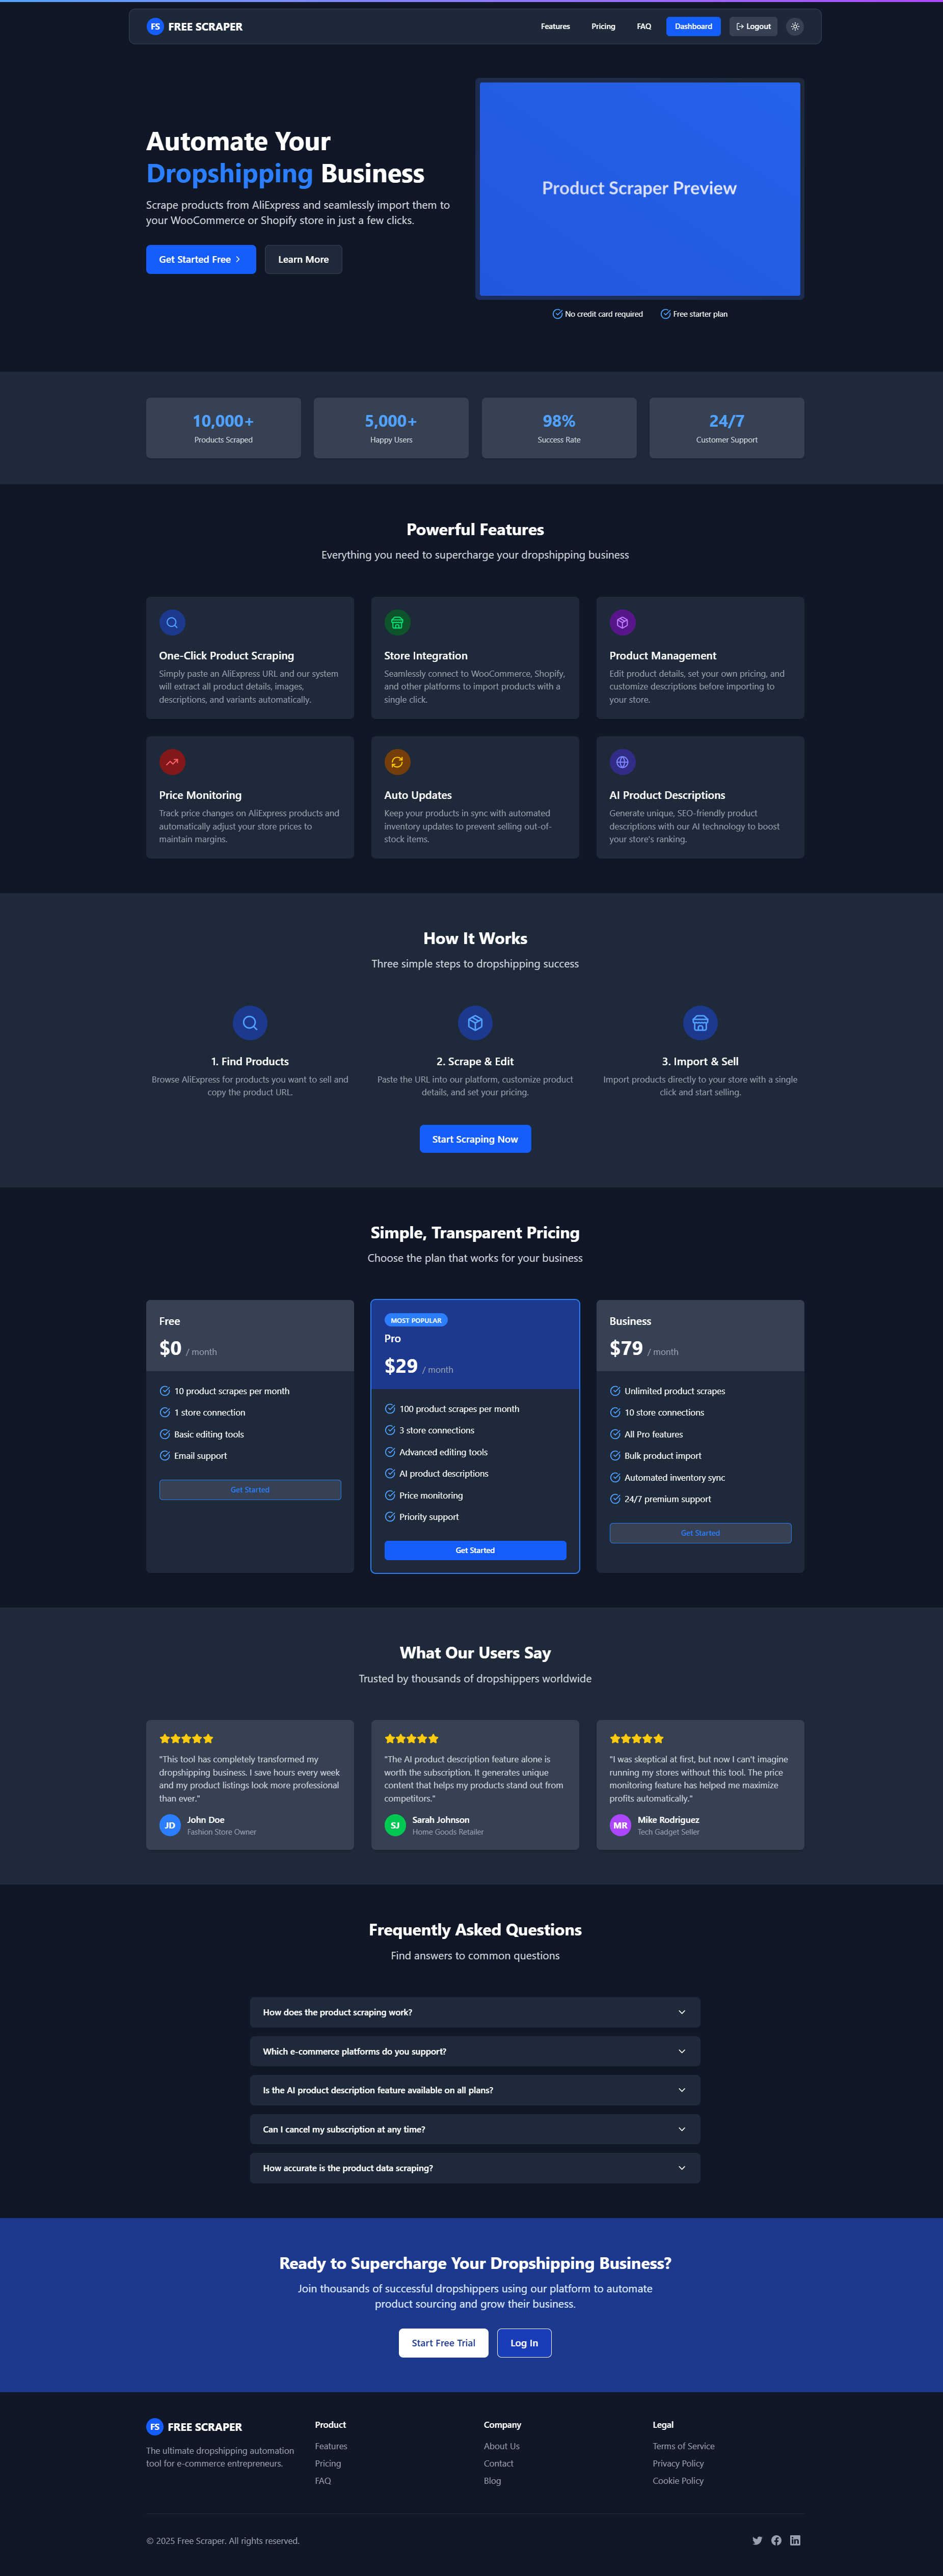 FS FREE SCRAPER
Features
Pricing
FAQ
Dashboard
Logout
Automate Your
Dropshipping Business
Scrape products from AliExpress and seamlessly import them to
your WooCommerce or Shopify store in just a few clicks.
Get Started Free
Learn More
Product Scraper Preview
No credit card required
Free starter plan
10,000+
Products Scraped
5,000+
Happy Users
98%
Success Rate
24/7
Customer Support
Powerful Features
Everything you need to supercharge your dropshipping business
One-Click Product Scraping
Simply paste an AliExpress URL and our system
will extract all product details, images,
descriptions, and variants automatically.
Store Integration
Seamlessly connect to WooCommerce, Shopify,
and other platforms to import products with a
single click.
Product Management
Edit product details, set your own pricing, and
customize descriptions before importing to
your store.
Price Monitoring
Track price changes on AliExpress products and
automatically adjust your store prices to
maintain margins.
Auto Updates
Keep your products in sync with automated
inventory updates to prevent selling out-of-
stock items.
AI Product Descriptions
Generate unique, SEO-friendly product
descriptions with our AI technology to boost
your store's ranking.
How It Works
Three simple steps to dropshipping success
1. Find Products
Browse AliExpress for products you want to sell and
copy the product URL.
2. Scrape & Edit
Paste the URL into our platform, customize product
details, and set your pricing.
3. Import & Sell
Import products directly to your store with a single
click and start selling.
Start Scraping Now
Simple, Transparent Pricing
Choose the plan that works for your business
Free
$0 / month
10 product scrapes per month
1 store connection
Basic editing tools
Email support
Get Started
MOST POPULAR
Pro
$29 / month
100 product scrapes per month
3 store connections
Advanced editing tools
AI product descriptions
Price monitoring
Priority support
Get Started
Business
$79 / month
Unlimited product scrapes
10 store connections
All Pro features
Bulk product import
Automated inventory sync
24/7 premium support
Get Started
What Our Users Say
Trusted by thousands of dropshippers worldwide
"This tool has completely transformed my
dropshipping business. I save hours every week
and my product listings look more professional
than ever."
JD
John Doe
Fashion Store Owner
"The AI product description feature alone is
worth the subscription. It generates unique
content that helps my products stand out from
competitors."
SJ
Sarah Johnson
Home Goods Retailer
"I was skeptical at first, but now I can't imagine
running my stores without this tool. The price
monitoring feature has helped me maximize
profits automatically."
MR
Mike Rodriguez
Tech Gadget Seller
Frequently Asked Questions
Find answers to common questions
How does the product scraping work?
Which e-commerce platforms do you support?
Is the AI product description feature available on all plans?
Can I cancel my subscription at any time?
How accurate is the product data scraping?
Ready to Supercharge Your Dropshipping Business?
Join thousands of successful dropshippers using our platform to automate
product sourcing and grow their business.
Start Free Trial
Log In
FS FREE SCRAPER
The ultimate dropshipping automation
tool for e-commerce entrepreneurs.
Product
Features
Pricing
FAQ
Company
About Us
Contact
Blog
Legal
Terms of Service
Privacy Policy
Cookie Policy
© 2025 Free Scraper. All rights reserved.